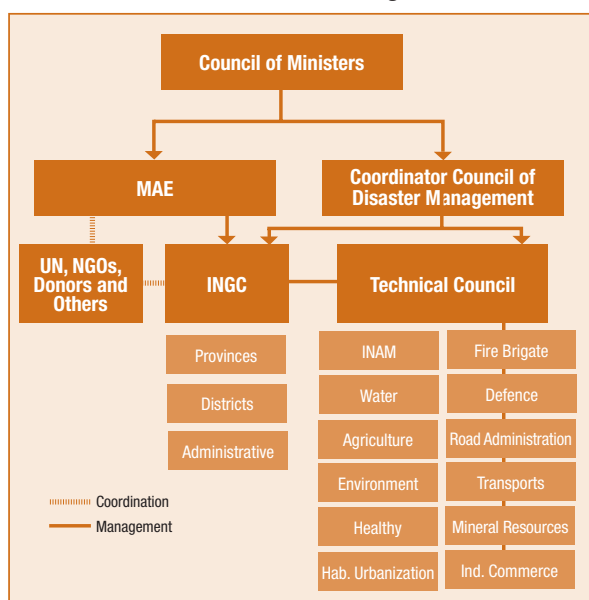 Council of Ministers
MAE
Coordinator Council of
Disaster Management
UN, NGOs,
Donors and
Others
INGC
Technical Council
Provinces
Districts
Administrative
INAM
Water
Agriculture
Environment
Healthy
Hab. Urbanization
Fire Brigate
Defence
Road Administration
Transports
Mineral Resources
Ind. Commerce
Coordination
Management